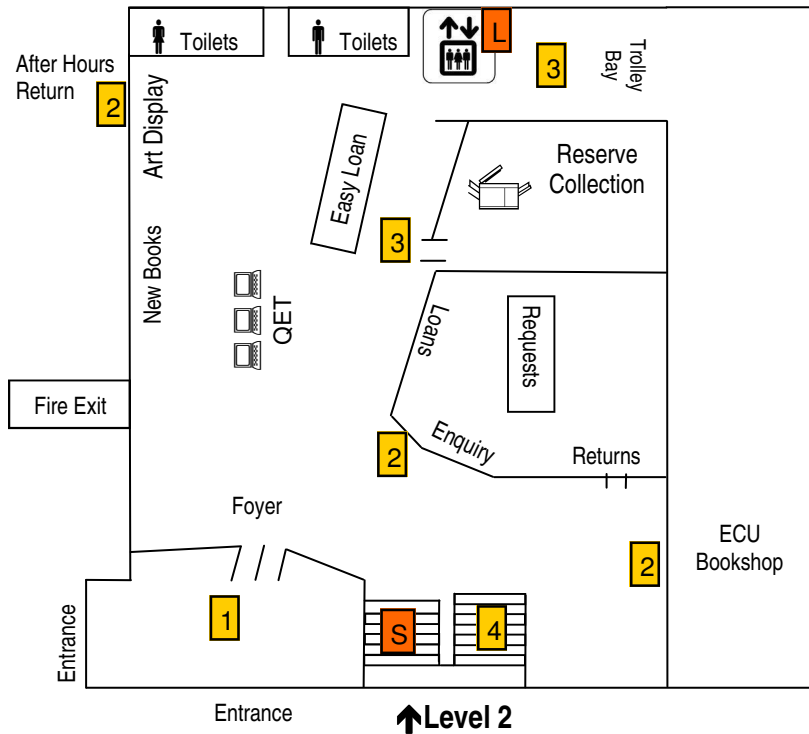 Toilets
Toilets
L
After Hours
Return
2
3
Trolley
Bay
Art Display
Easy Loan
Reserve
Collection
3
New Books
QET
Loans
Requests
Fire Exit
2
Enquiry
Returns
Foyer
ECU
Bookshop
2
1
S
4
Entrance
Entrance
Level 2